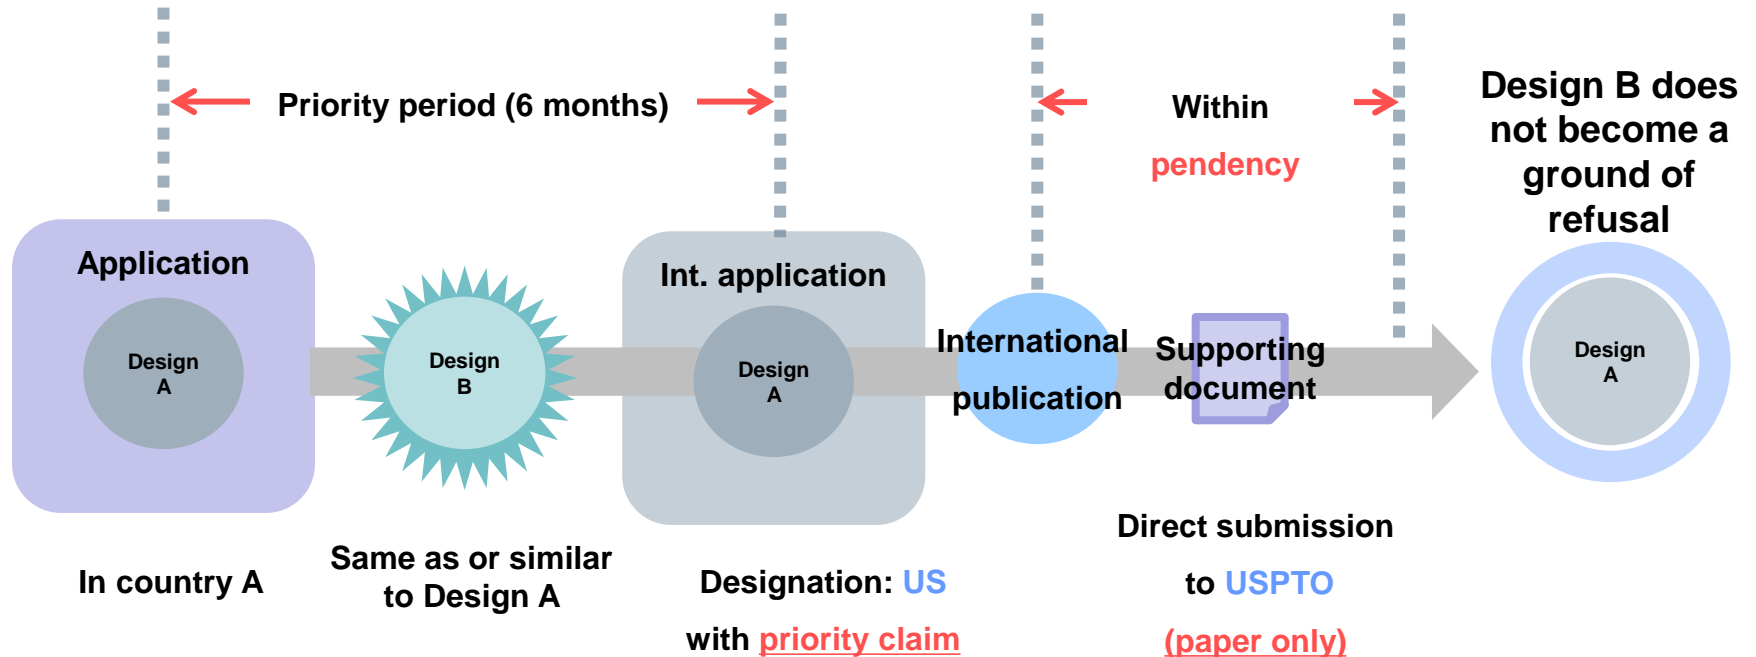 Priority period (6 months)
Within
pendency
Design B does
not become a
ground of
refusal
Application
Design
A
Design
B
Int. application
Design
A
International
publication
Supporting
document
Design
A
In country A
Same as or similar
to Design A
Designation: US
with priority claim
Direct submission
to USPTO
(paper only)